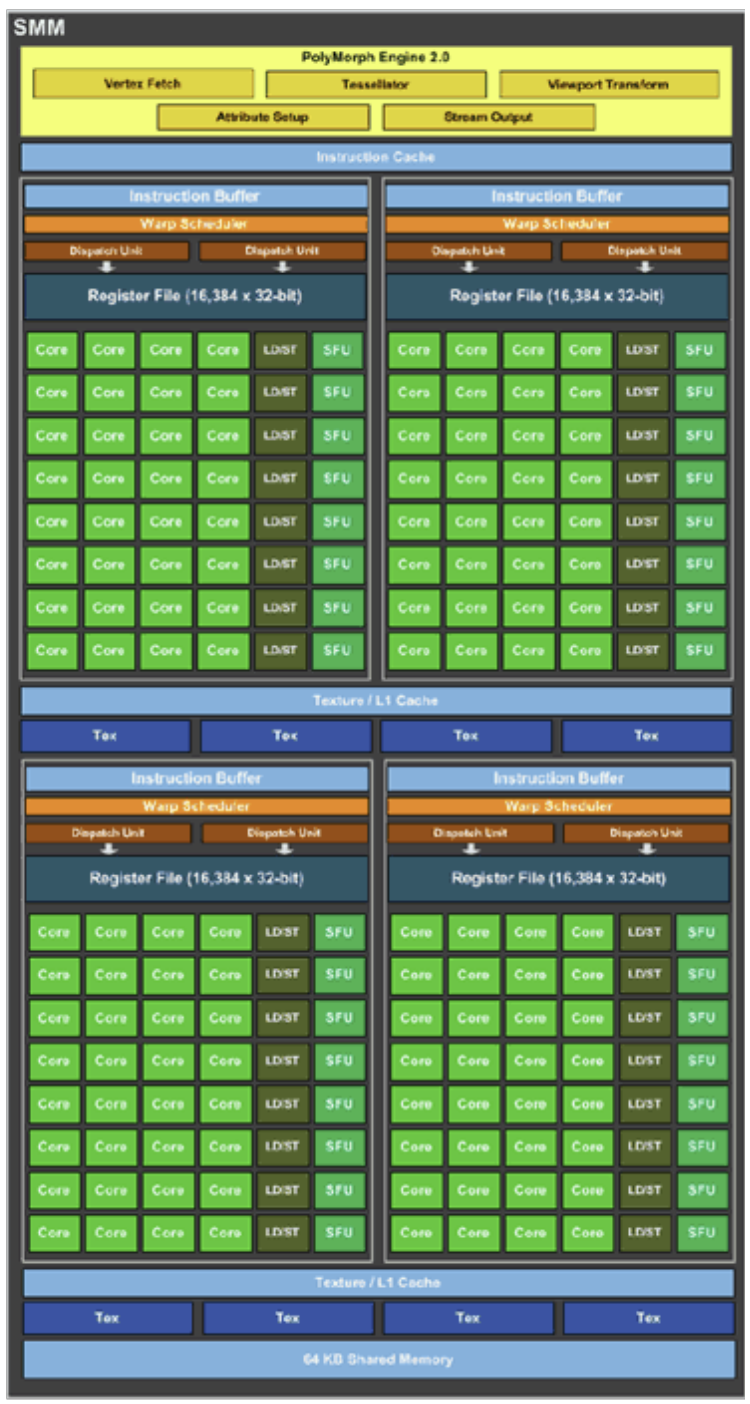 SMM
PolyMorph Engine 2.0
Vertex Fetch Tessellator Viewport Transform
Attribute Setup Stream Output
Instruction Cache
Instruction Buffer Instruction Buffer
Warp Scheduler Warp Scheduler
Dispatch Unit Dispatch Unit Dispatch Unit Dispatch Unit
Register File (16,384 x 32-bit) Register File (16,384 x 32-bit)
Core Core Core Core LD/ST SFU Core Core Core Core LD/ST SFU
Core Core Core Core LD/ST SFU Core Core Core Core LD/ST SFU
Core Core Core Core LD/ST SFU Core Core Core Core LD/ST SFU
Core Core Core Core LD/ST SFU Core Core Core Core LD/ST SFU
Core Core Core Core LD/ST SFU Core Core Core Core LD/ST SFU
Core Core Core Core LD/ST SFU Core Core Core Core LD/ST SFU
Core Core Core Core LD/ST SFU Core Core Core Core LD/ST SFU
Core Core Core Core LD/ST SFU Core Core Core Core LD/ST SFU
Texture / L1 Cache
Tex Tex Tex Tex
Instruction Buffer Instruction Buffer
Warp Scheduler Warp Scheduler
Dispatch Unit Dispatch Unit Dispatch Unit Dispatch Unit
Register File (16,384 x 32-bit) Register File (16,384 x 32-bit)
Core Core Core Core LD/ST SFU Core Core Core Core LD/ST SFU
Core Core Core Core LD/ST SFU Core Core Core Core LD/ST SFU
Core Core Core Core LD/ST SFU Core Core Core Core LD/ST SFU
Core Core Core Core LD/ST SFU Core Core Core Core LD/ST SFU
Core Core Core Core LD/ST SFU Core Core Core Core LD/ST SFU
Core Core Core Core LD/ST SFU Core Core Core Core LD/ST SFU
Core Core Core Core LD/ST SFU Core Core Core Core LD/ST SFU
Core Core Core Core LD/ST SFU Core Core Core Core LD/ST SFU
Texture / L1 Cache
Tex Tex Tex Tex
64 KB Shared Memory